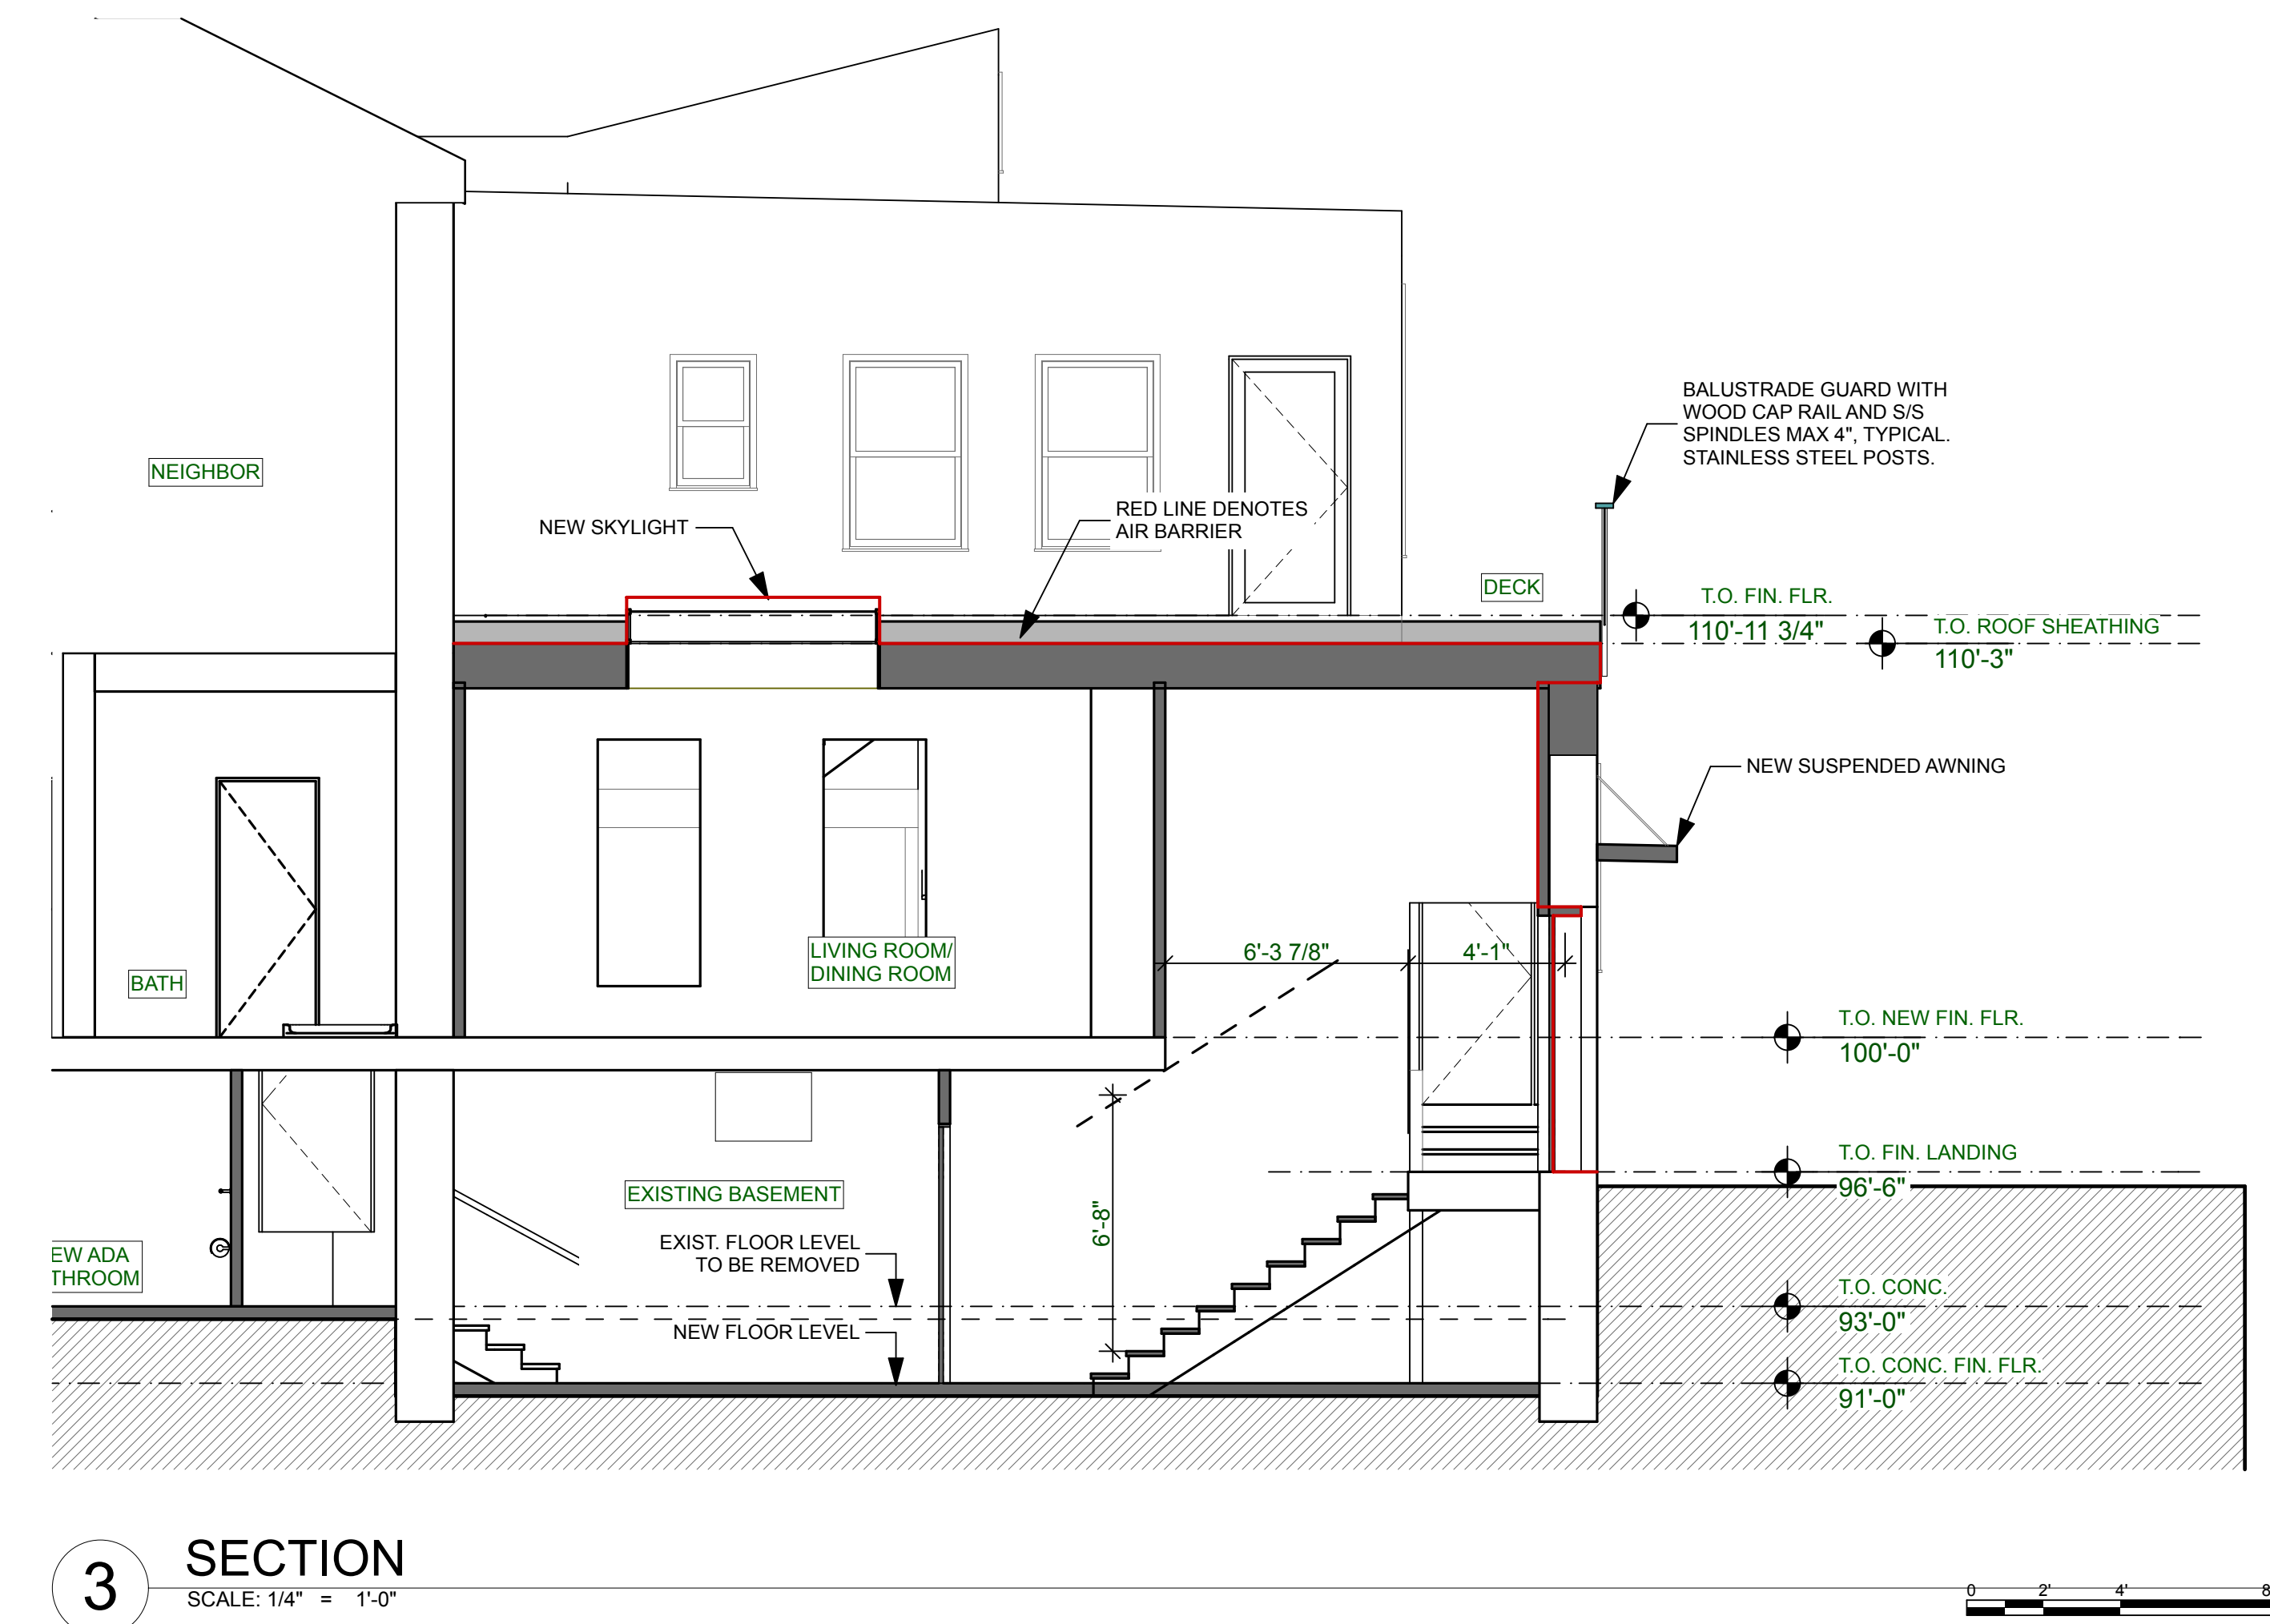 BALUSTRADE GUARD WITH
WOOD CAP RAIL AND S/S
SPINDLES MAX 4", TYPICAL.
STAINLESS STEEL POSTS.
NEIGHBOR
NEW SKYLIGHT
RED LINE DENOTES
AIR BARRIER
DECK
T.O. FIN. FLR.
110'-11 3/4"
T.O. ROOF SHEATHING
110'-3"
NEW SUSPENDED AWNING
LIVING ROOM/
DINING ROOM
6'-3 7/8"
4'-1"
BATH
T.O. NEW FIN. FLR.
100'-0"
T.O. FIN. LANDING
96'-6"
EXISTING BASEMENT
6'-8"
EXIST. FLOOR LEVEL
TO BE REMOVED
EW ADA
THROOM
NEW FLOOR LEVEL
T.O. CONC.
93'-0"
T.O. CONC. FIN. FLR.
91'-0"
3
SECTION
SCALE: 1/4" = 1'-0"
0 2' 4' 8